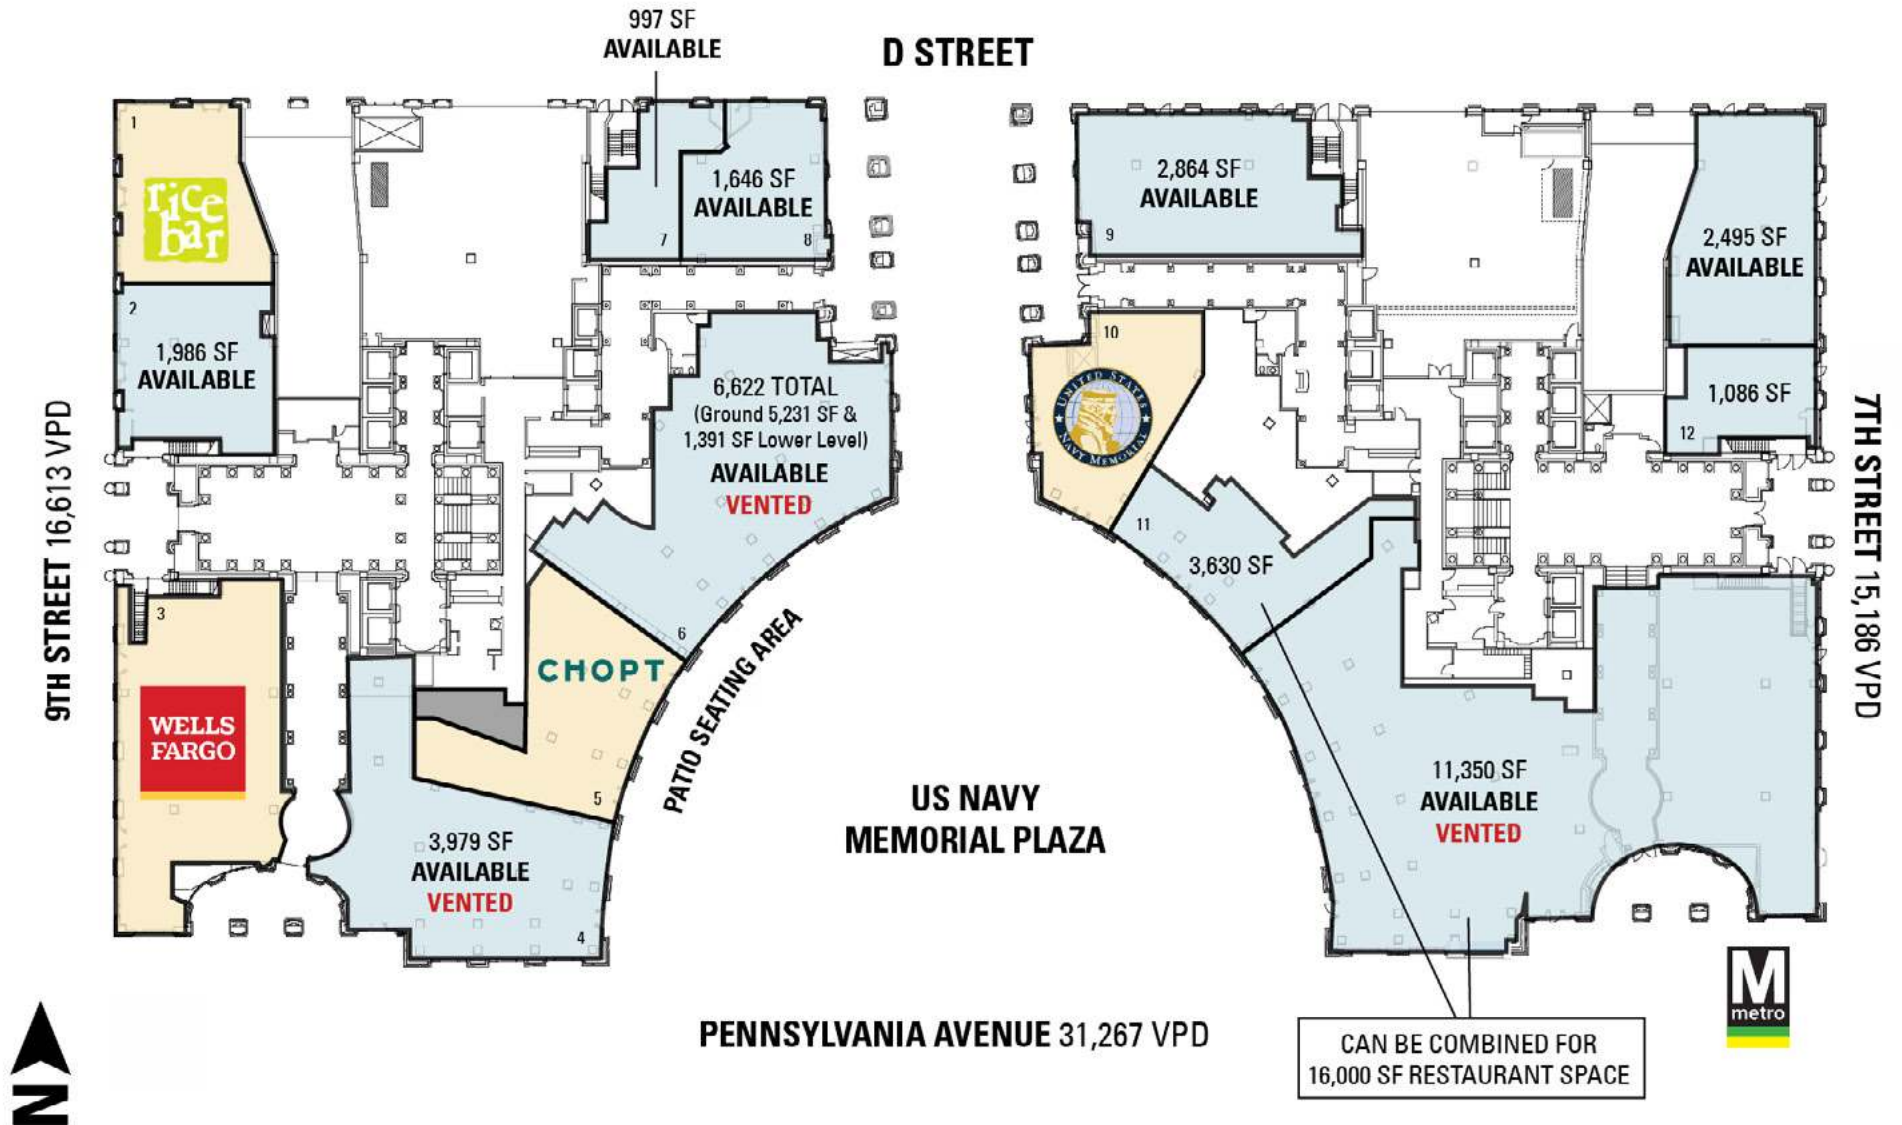 997 SF
AVAILABLE
D STREET
1
rice
bar
2
1,986 SF
AVAILABLE
7
1,646 SF
AVAILABLE
8
2,864 SF
AVAILABLE
9
2,495 SF
AVAILABLE
1,086 SF
12
6,622 TOTAL
(Ground 5,231 SF &
1,391 SF Lower Level)
AVAILABLE
VENTED
6
10
UNITED STATES
NAVY MEMORIAL
11
3,630 SF
9TH STREET 16,613 VPD
7TH STREET 15,186 VPD
3
WELLS
FARGO
CHOPT
5
PATIO SEATING AREA
3,979 SF
AVAILABLE
VENTED
4
US NAVY
MEMORIAL PLAZA
11,350 SF
AVAILABLE
VENTED
PENNSYLVANIA AVENUE 31,267 VPD
CAN BE COMBINED FOR
16,000 SF RESTAURANT SPACE
M
metro
N